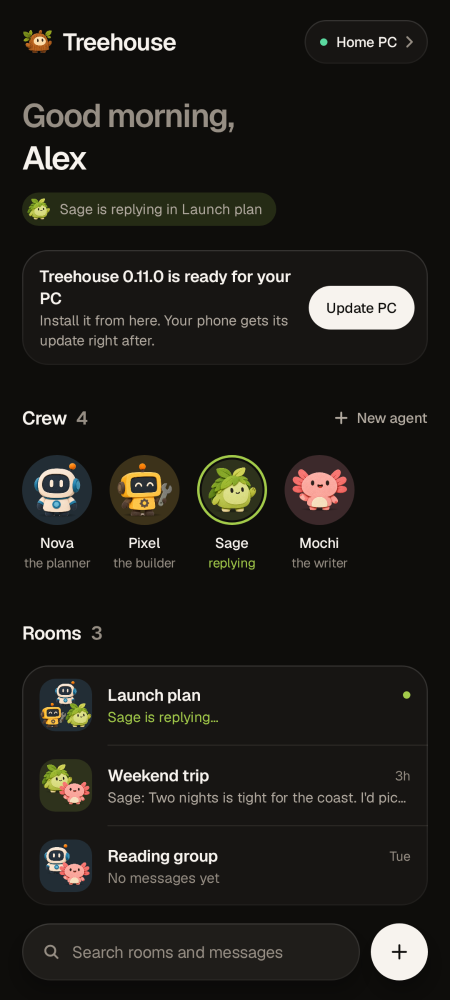 Treehouse
Home PC
Good morning,
Alex
Sage is replying in Launch plan
Treehouse 0.11.0 is ready for your
PC
Install it from here. Your phone gets its
update right after.
Update PC
Crew 4
+ New agent
Nova
the planner
Pixel
the builder
Sage
replying
Mochi
the writer
Rooms 3
Launch plan
Sage is replying...
Weekend trip
3h
Sage: Two nights is tight for the coast. I'd pic...
Reading group
Tue
No messages yet
Search rooms and messages
+